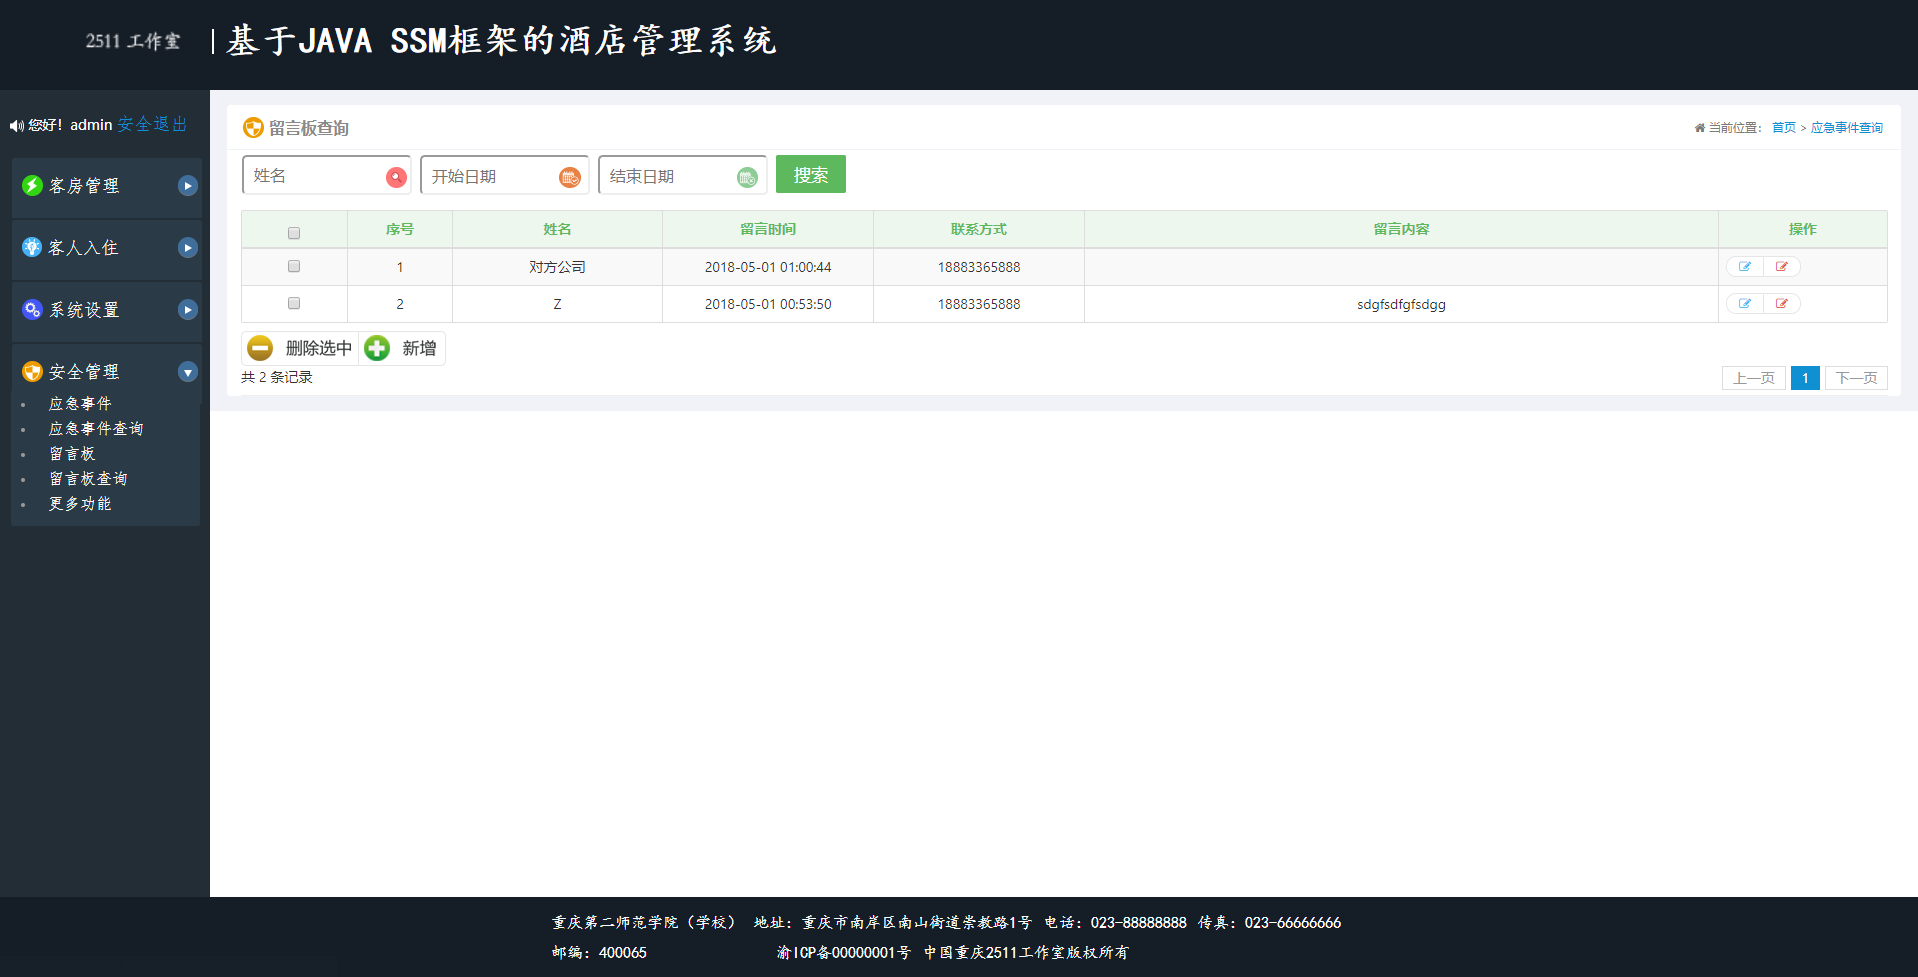 2511 工作室 | 基于JAVA SSM框架的酒店管理系统
您好! admin 安全退出
客房管理
客人入住
系统设置
安全管理
应急事件
应急事件查询
留言板
留言板查询
更多功能
留言板查询
当前位置: 首页 > 应急事件查询
姓名 开始日期 结束日期 搜索
序号 姓名 留言时间 联系方式 留言内容 操作
1 对方公司 2018-05-01 01:00:44 18883365888
2 Z 2018-05-01 00:53:50 18883365888 sdgfsdfgfsdgg
删除选中 新增
共 2 条记录
上一页 1 下一页
重庆第二师范学院（学校） 地址：重庆市南岸区南山街道崇教路1号 电话：023-88888888 传真：023-66666666
邮编：400065 渝ICP备00000001号 中国重庆2511工作室版权所有